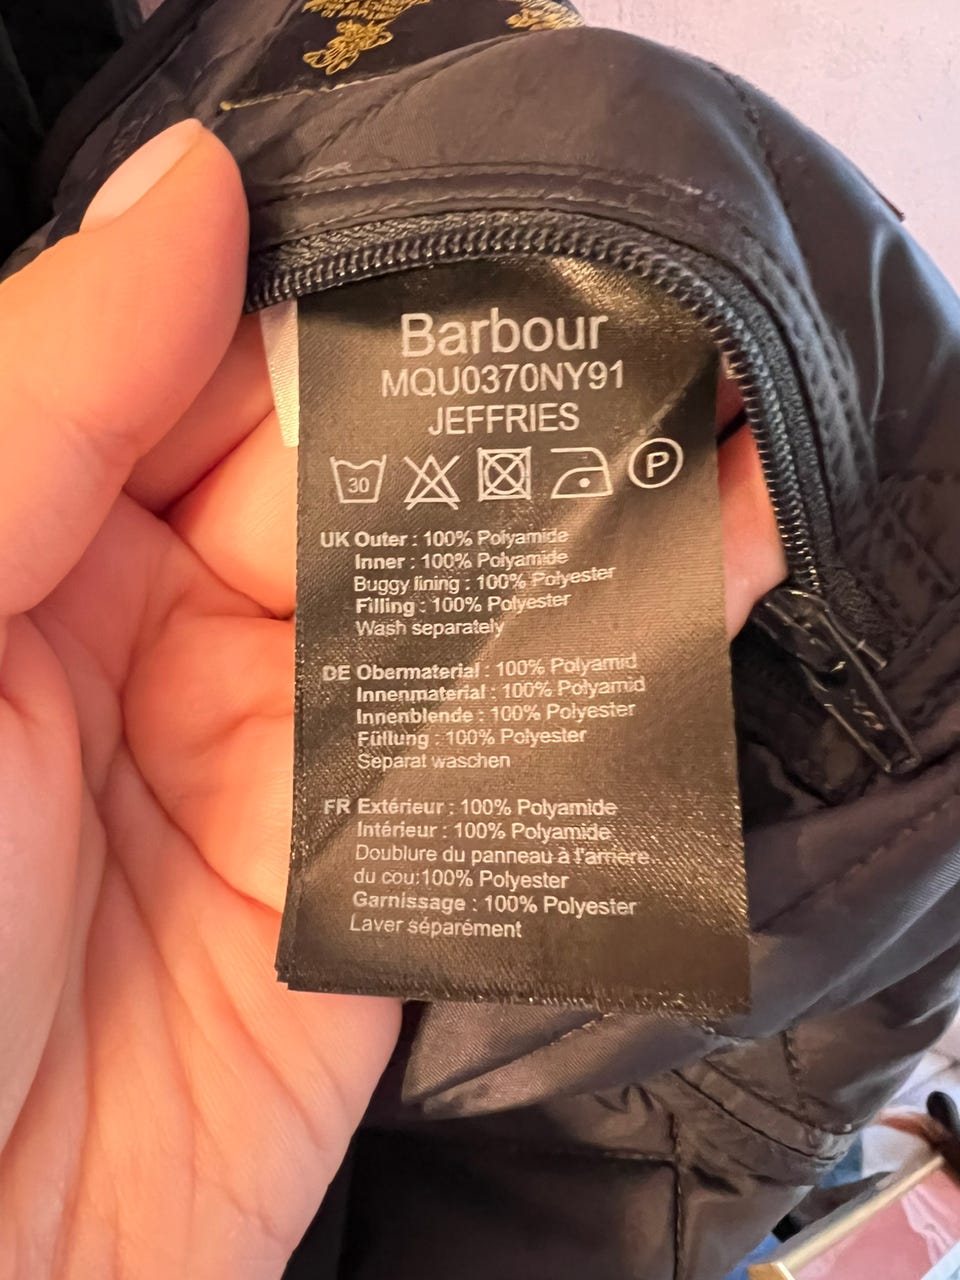 Barbour
MQU0370NY91
JEFFRIES
30
P
UK Outer : 100% Polyamide
Inner : 100% Polyamide
Buggy lining : 100% Polyester
Filling : 100% Polyester
Wash separately
DE Obermaterial : 100% Polyamid
Innenmaterial : 100% Polyamid
Innenblende : 100% Polyester
Füllung : 100% Polyester
Separat waschen
FR Extérieur : 100% Polyamide
Intérieur : 100% Polyamide
Doublure du panneau à l'arriere
du cou:100% Polyester
Garnissage : 100% Polyester
Laver séparément